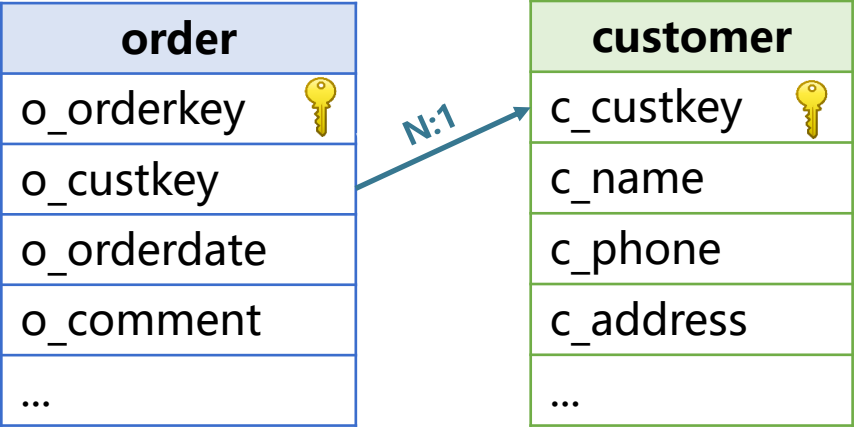 order
o_orderkey
o_custkey
o_orderdate
o_comment
...
N:1
customer
c_custkey
c_name
c_phone
c_address
...